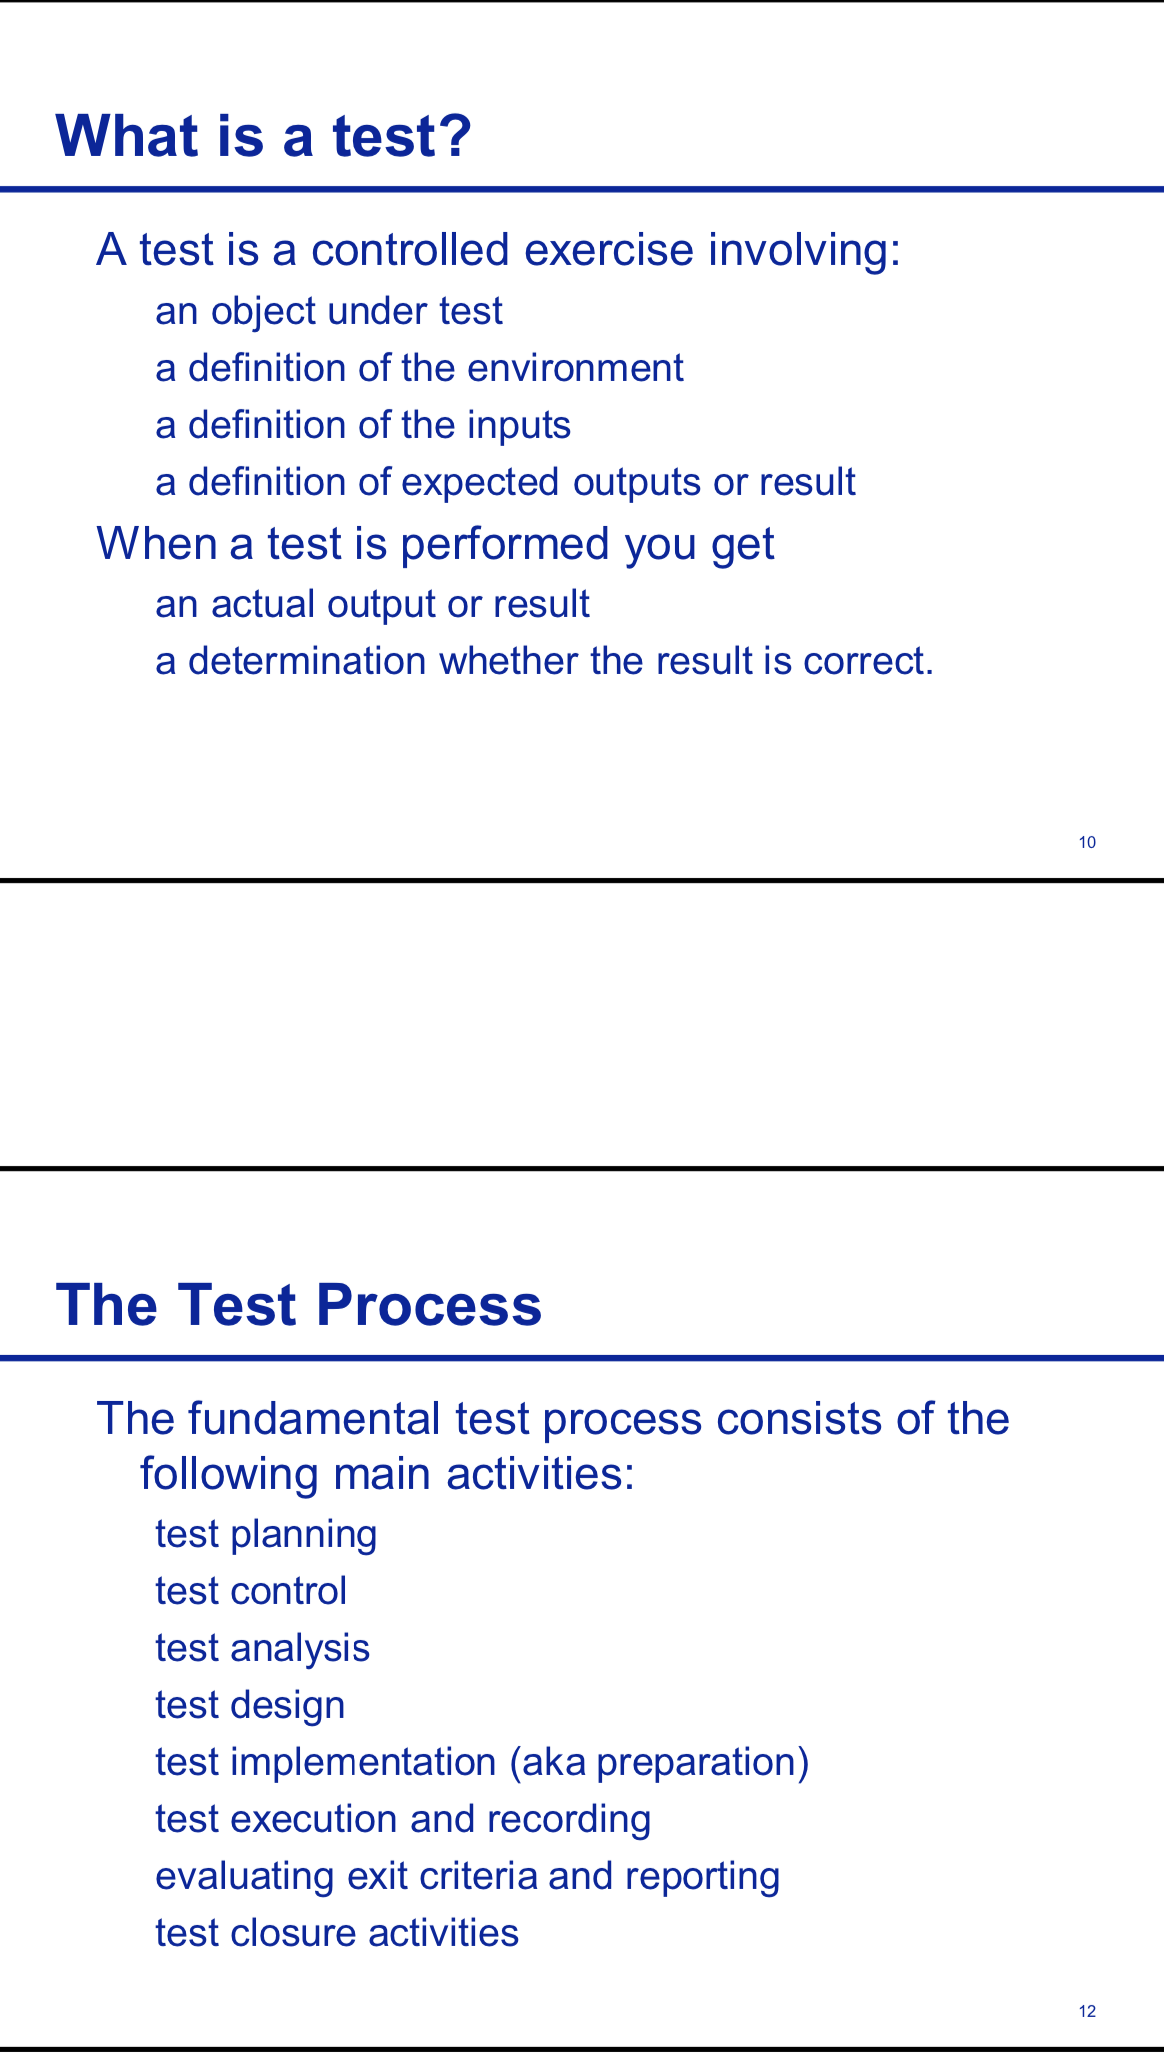 What is a test?
A test is a controlled exercise involving:
an object under test
a definition of the environment
a definition of the inputs
a definition of expected outputs or result
When a test is performed you get
an actual output or result
a determination whether the result is correct.
10
The Test Process
The fundamental test process consists of the
following main activities:
test planning
test control
test analysis
test design
test implementation (aka preparation)
test execution and recording
evaluating exit criteria and reporting
test closure activities
12